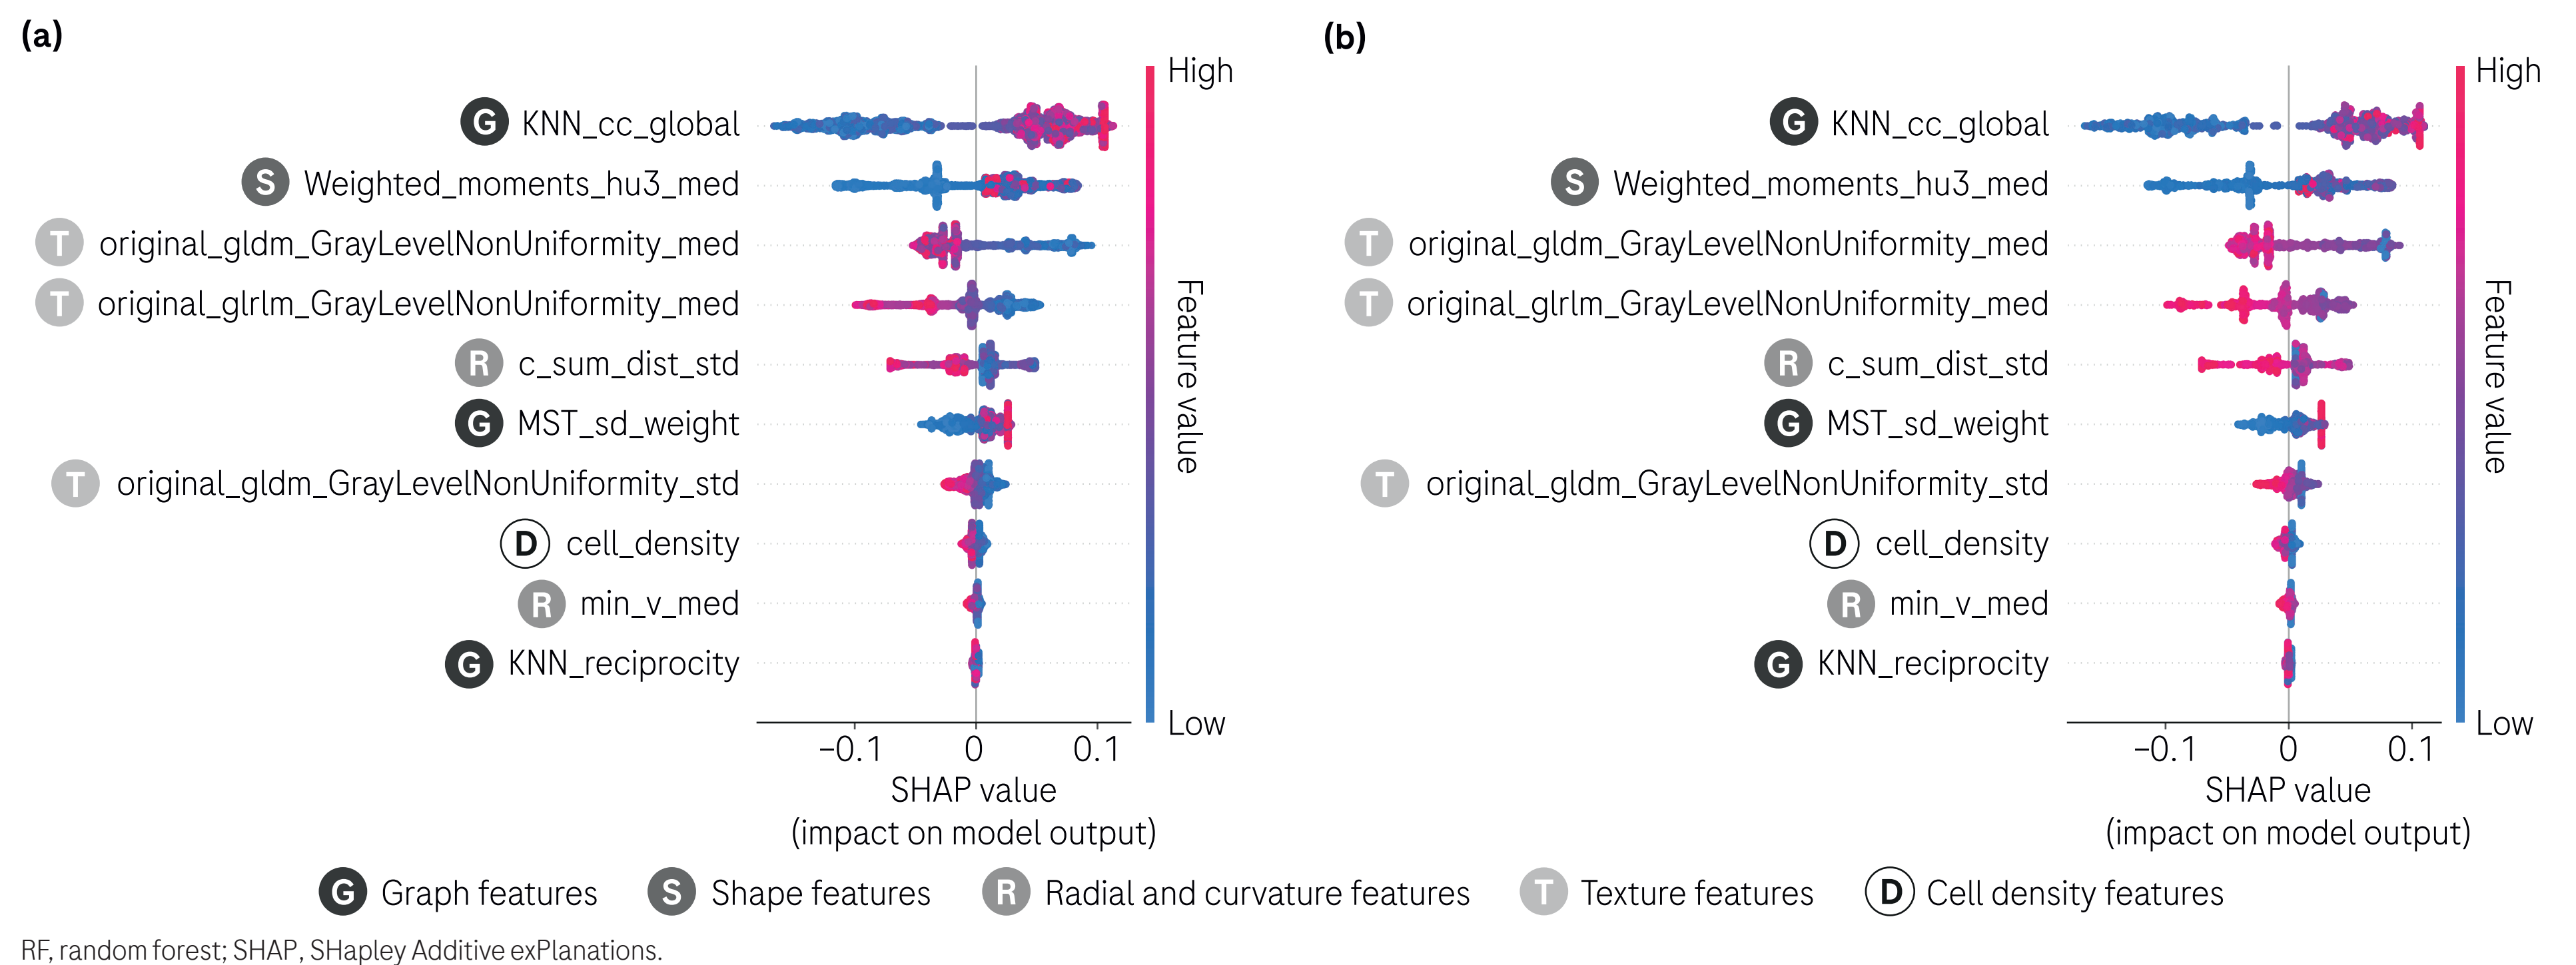 (a)
High
G KNN_cc_global
S Weighted_moments_hu3_med
T original_gldm_GrayLevelNonUniformity_med
T original_glrlm_GrayLevelNonUniformity_med
R c_sum_dist_std
G MST_sd_weight
T original_gldm_GrayLevelNonUniformity_std
D cell_density
R min_v_med
G KNN_reciprocity
Feature value
Low
−0.1 0 0.1
SHAP value
(impact on model output)
(b)
High
G KNN_cc_global
S Weighted_moments_hu3_med
T original_gldm_GrayLevelNonUniformity_med
T original_glrlm_GrayLevelNonUniformity_med
R c_sum_dist_std
G MST_sd_weight
T original_gldm_GrayLevelNonUniformity_std
D cell_density
R min_v_med
G KNN_reciprocity
Feature value
Low
−0.1 0 0.1
SHAP value
(impact on model output)
G Graph features S Shape features R Radial and curvature features T Texture features D Cell density features
RF, random forest; SHAP, SHapley Additive exPlanations.